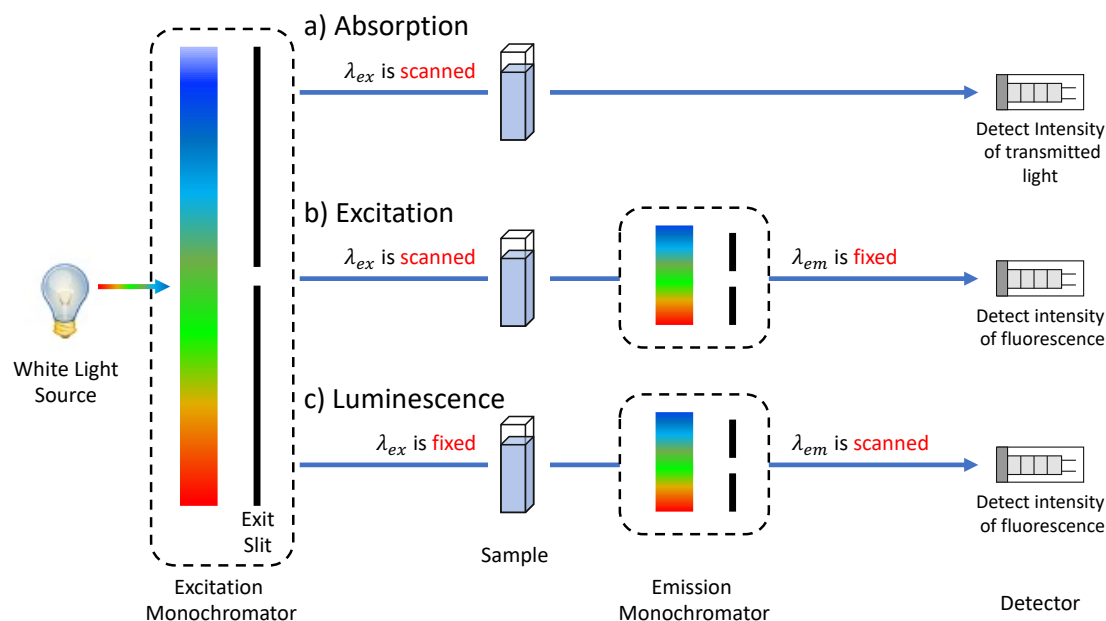 a) Absorption
λex is scanned
Detect Intensity
of transmitted
light
b) Excitation
λex is scanned
λem is fixed
Detect intensity
of fluorescence
White Light
Source
c) Luminescence
λex is fixed
λem is scanned
Detect intensity
of fluorescence
Exit
Slit
Sample
Excitation
Monochromator
Emission
Monochromator
Detector